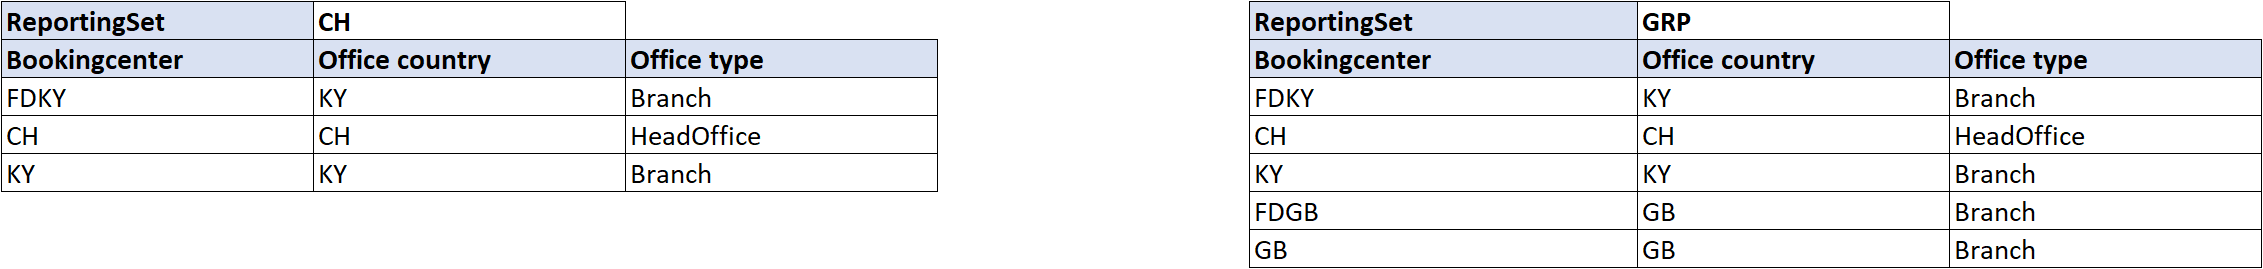 ReportingSet CH
Bookingcenter Office country Office type
FDKY KY Branch
CH CH HeadOffice
KY KY Branch
ReportingSet GRP
Bookingcenter Office country Office type
FDKY KY Branch
CH CH HeadOffice
KY KY Branch
FDGB GB Branch
GB GB Branch